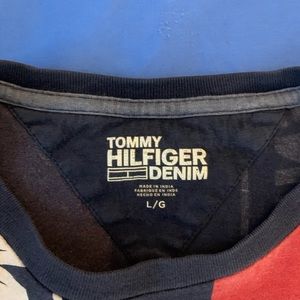 TOMMY
HILFIGER
DENIM
MADE IN INDIA
FABRIQUÉ EN INDE
HECHO EN INDIA
L/G